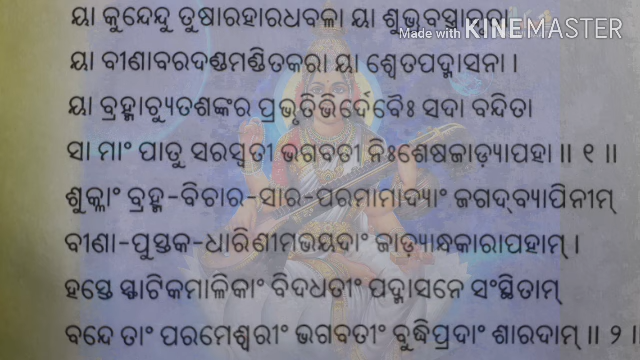 ୟା କୁନ୍ଦେନ୍ଦୁ ତୁଷାରହାରଧବଳା ୟା ଶୁଭ୍ରବସ୍ତ୍ରାବୃତା
Made with KINEMASTER
ୟା ବୀଣାବରଦଣ୍ଡମଣ୍ଡିତକରା ୟା ଶ୍ୱେତପଦ୍ମାସନା ।
ୟା ବ୍ରହ୍ମାଚ୍ୟୁତଶଙ୍କର ପ୍ରଭୃତିଭିର୍ଦେବୈଃ ସଦା ବନ୍ଦିତା
ସା ମାଂ ପାତୁ ସରସ୍ୱତୀ ଭଗବତୀ ନିଃଶେଷଜାଡ଼୍ୟାପହା ॥ ୧ ॥
ଶୁକ୍ଳାଂ ବ୍ରହ୍ମ-ବିଚାର-ସାର-ପରମାମାଦ୍ୟାଂ ଜଗଦ୍‌ବ୍ୟାପିନୀମ୍
ବୀଣା-ପୁସ୍ତକ-ଧାରିଣୀମଭୟଦାଂ ଜାଡ଼୍ୟାନ୍ଧକାରାପହାମ୍ ।
ହସ୍ତେ ସ୍ଫାଟିକମାଳିକାଂ ବିଦଧତୀଂ ପଦ୍ମାସନେ ସଂସ୍ଥିତାମ୍
ବନ୍ଦେ ତାଂ ପରମେଶ୍ୱରୀଂ ଭଗବତୀଂ ବୁଦ୍ଧିପ୍ରଦାଂ ଶାରଦାମ୍ ॥ ୨ ।